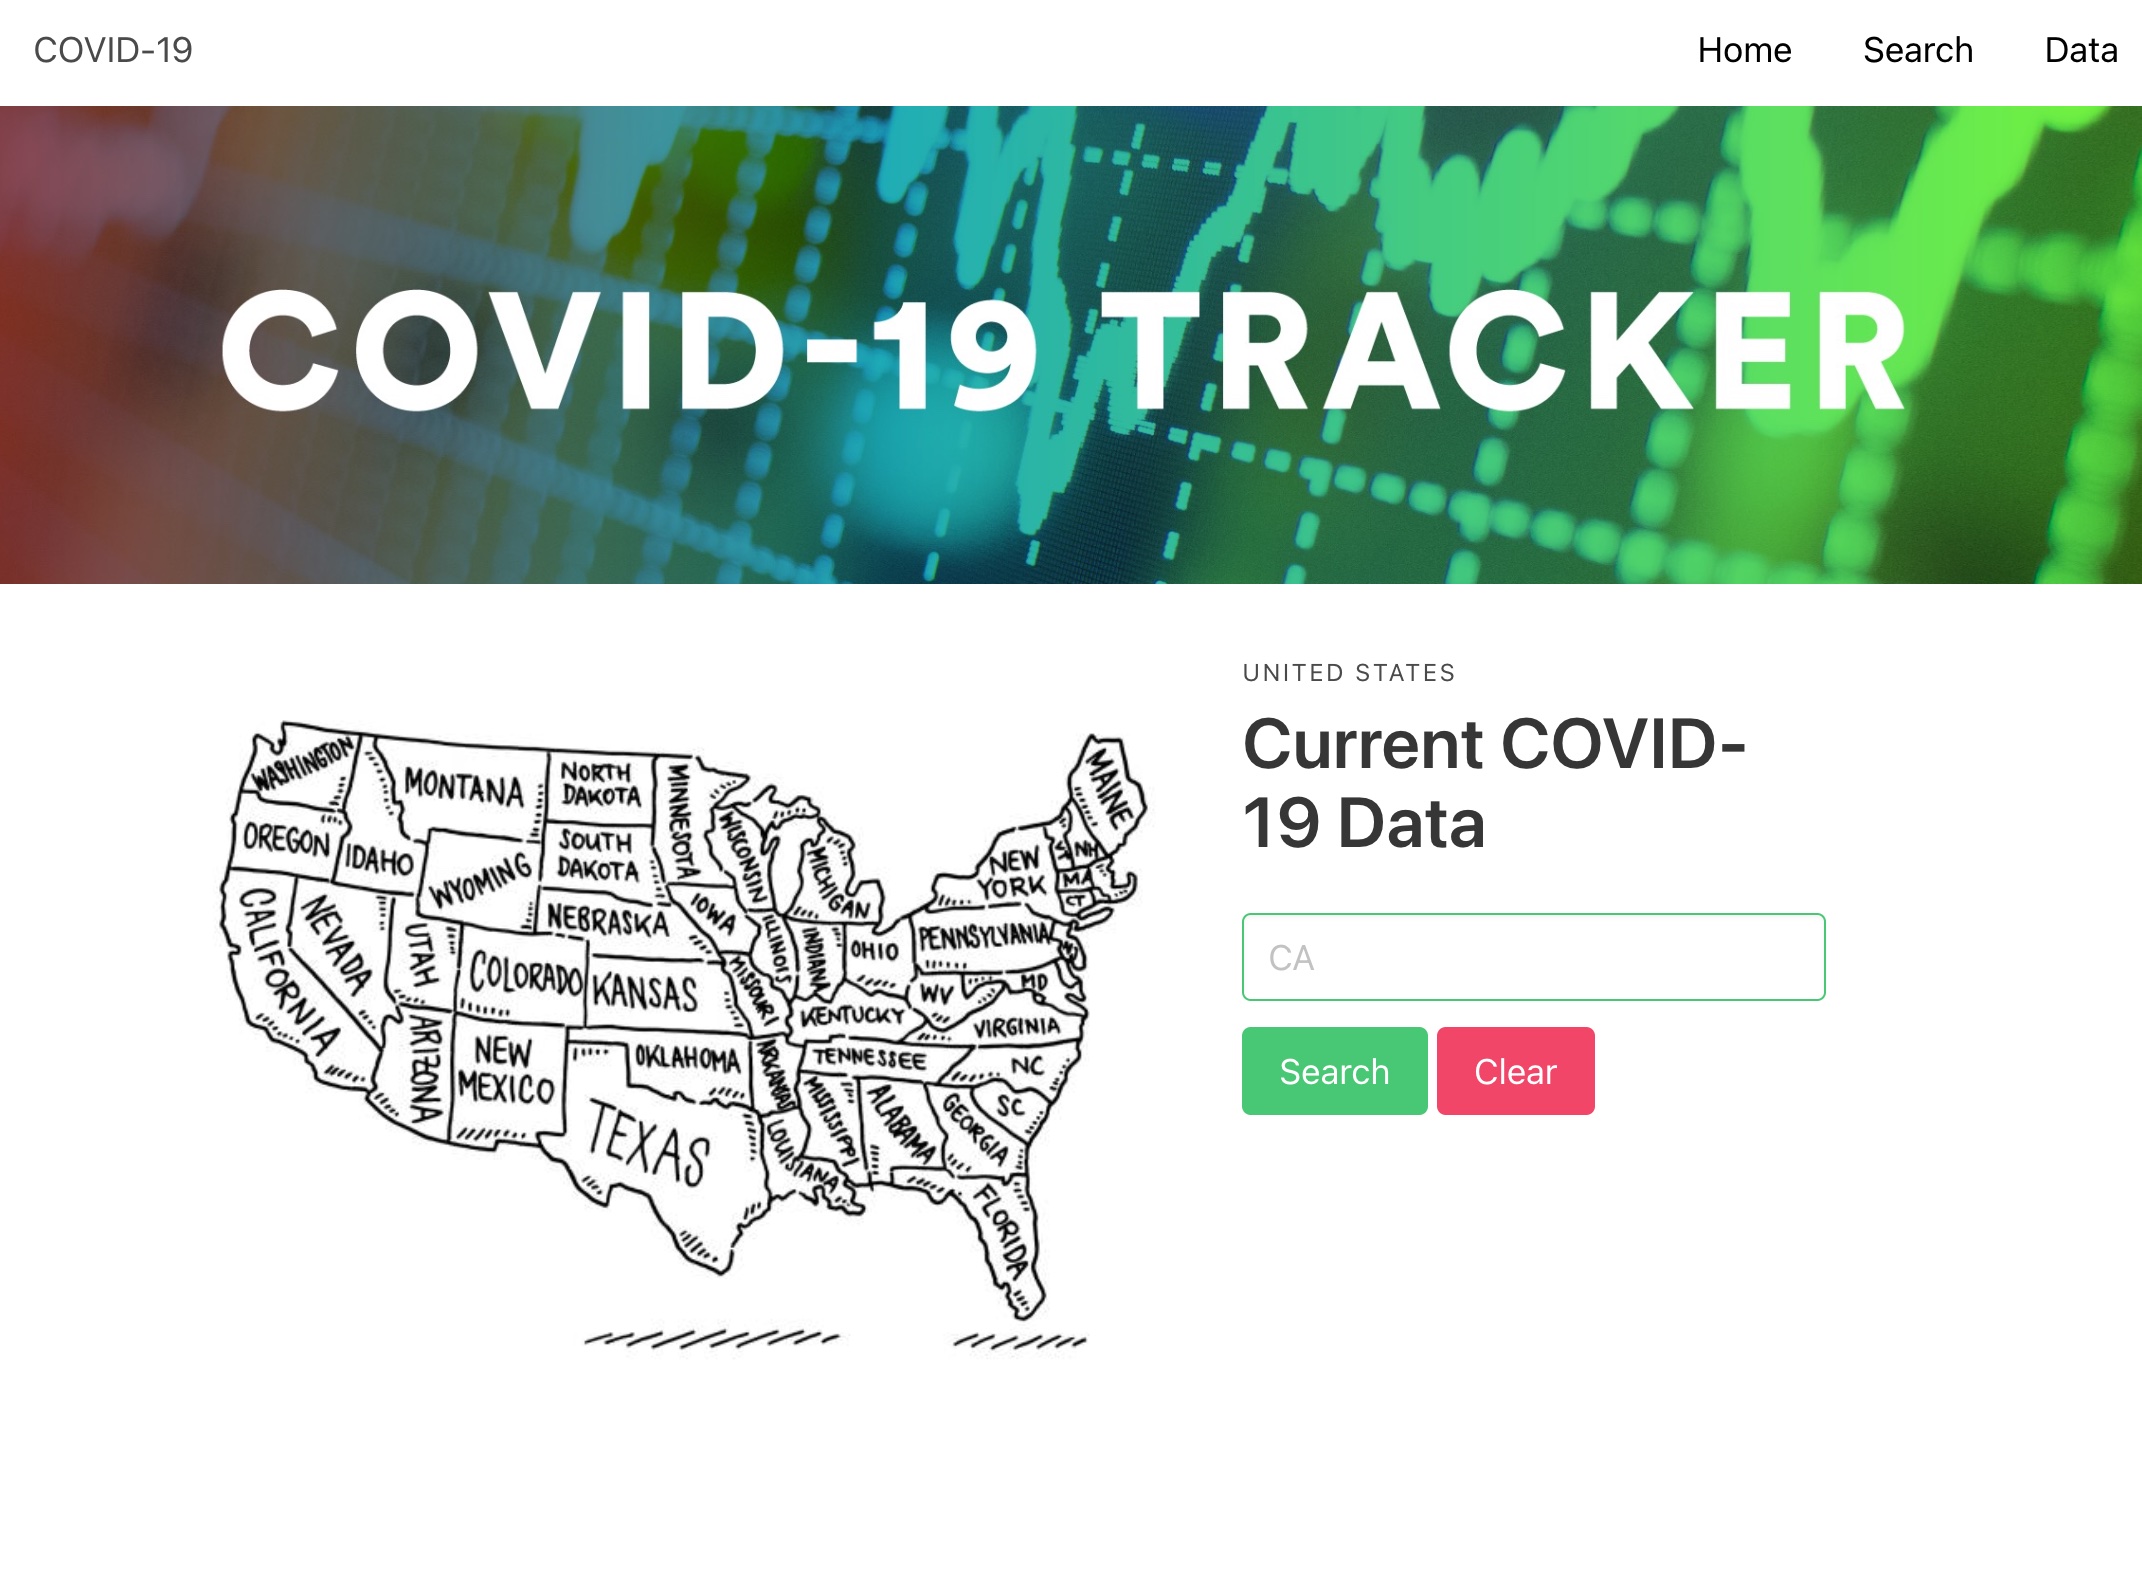 COVID-19
Home Search Data
COVID-19 TRACKER
UNITED STATES
Current COVID-
19 Data
CA
Search Clear
WASHINGTON
MONTANA
NORTH
DAKOTA
MINNESOTA
MAINE
OREGON
IDAHO
WYOMING
SOUTH
DAKOTA
WISCONSIN
MICHIGAN
NEW
YORK
NH
MA
CT
CALIFORNIA
NEVADA
UTAH
COLORADO
NEBRASKA
KANSAS
IOWA
ILLINOIS
INDIANA
OHIO
PENNSYLVANIA
MISSOURI
KENTUCKY
WV
MD
VIRGINIA
ARIZONA
NEW
MEXICO
OKLAHOMA
ARKANSAS
TENNESSEE
NC
SC
TEXAS
LOUISIANA
MISSISSIPPI
ALABAMA
GEORGIA
FLORIDA